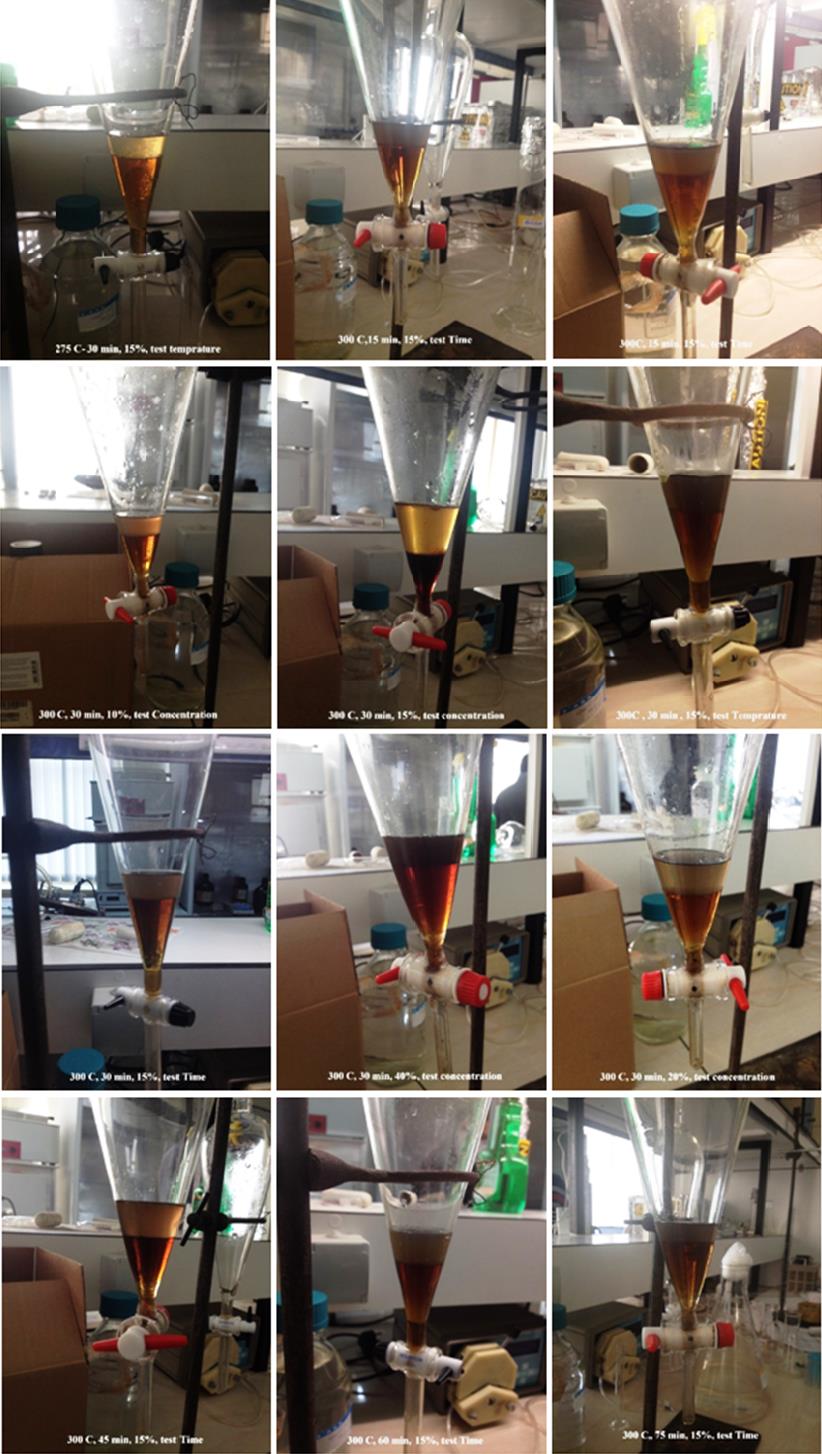 275 C- 30 min, 15%, test temprature
300 C,15 min, 15%, test Time
300C, 15 min, 15%, test Time
300 C, 30 min, 10%, test Concentration
300 C, 30 min, 15%, test concentration
AUTION
300C , 30 min , 15%, test Temprature
300 C, 30 min, 15%, test Time
300 C, 30 min, 40%, test concentration
300 C, 30 min, 20%, test concentration
300 C, 45 min, 15%, test Time
300 C, 60 min, 15%, test Time
300 C, 75 min, 15%, test Time